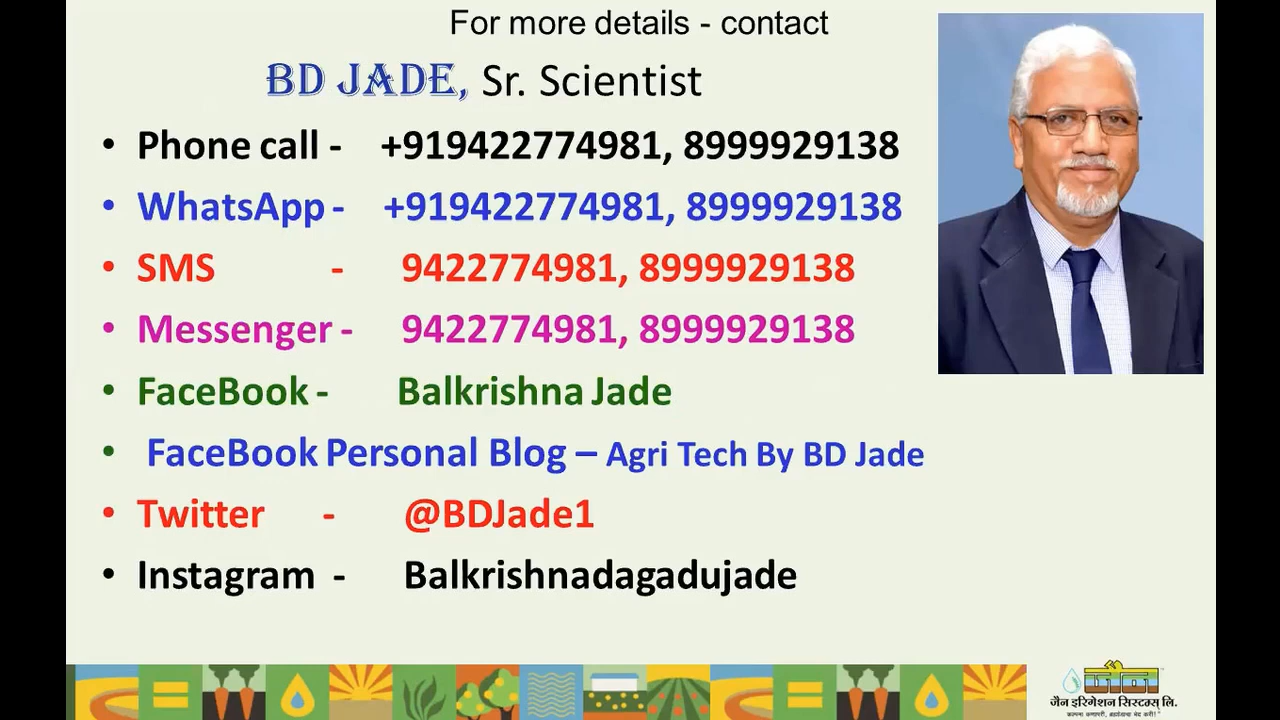 For more details - contact
BD JADE, Sr. Scientist
• Phone call - +919422774981, 8999929138
• WhatsApp - +919422774981, 8999929138
• SMS - 9422774981, 8999929138
• Messenger - 9422774981, 8999929138
• FaceBook - Balkrishna Jade
• FaceBook Personal Blog – Agri Tech By BD Jade
• Twitter - @BDJade1
• Instagram - Balkrishnadagadujade
जैन
जैन इरिगेशन सिस्टम्स् लि.